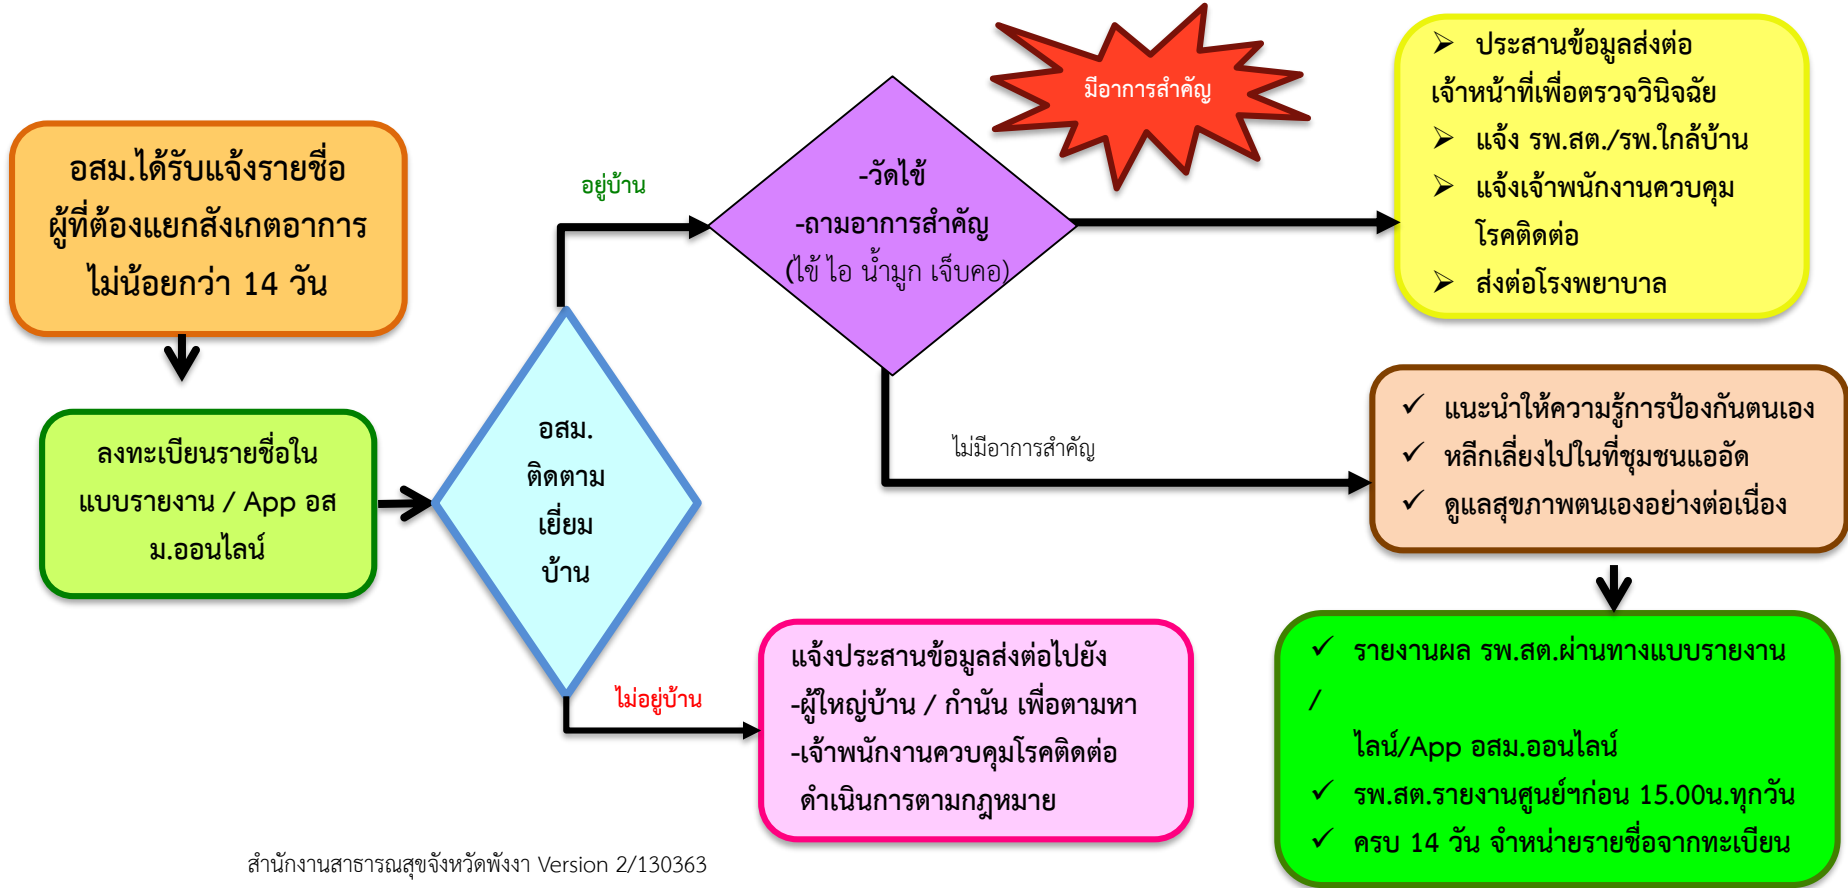 อสม.ได้รับแจ้งรายชื่อ
ผู้ที่ต้องแยกสังเกตอาการ
ไม่น้อยกว่า 14 วัน
ลงทะเบียนรายชื่อใน
แบบรายงาน / App อส
ม.ออนไลน์
อสม.
ติดตาม
เยี่ยม
บ้าน
อยู่บ้าน
-วัดไข้
-ถามอาการสำคัญ
(ไข้ ไอ น้ำมูก เจ็บคอ)
มีอาการสำคัญ
➢ ประสานข้อมูลส่งต่อ
เจ้าหน้าที่เพื่อตรวจวินิจฉัย
➢ แจ้ง รพ.สต./รพ.ใกล้บ้าน
➢ แจ้งเจ้าพนักงานควบคุม
โรคติดต่อ
➢ ส่งต่อโรงพยาบาล
ไม่มีอาการสำคัญ
✓ แนะนำให้ความรู้การป้องกันตนเอง
✓ หลีกเลี่ยงไปในที่ชุมชนแออัด
✓ ดูแลสุขภาพตนเองอย่างต่อเนื่อง
ไม่อยู่บ้าน
แจ้งประสานข้อมูลส่งต่อไปยัง
-ผู้ใหญ่บ้าน / กำนัน เพื่อตามหา
-เจ้าพนักงานควบคุมโรคติดต่อ
ดำเนินการตามกฎหมาย
✓ รายงานผล รพ.สต.ผ่านทางแบบรายงาน
/
ไลน์/App อสม.ออนไลน์
✓ รพ.สต.รายงานศูนย์ฯก่อน 15.00น.ทุกวัน
✓ ครบ 14 วัน จำหน่ายรายชื่อจากทะเบียน
สำนักงานสาธารณสุขจังหวัดพังงา Version 2/130363